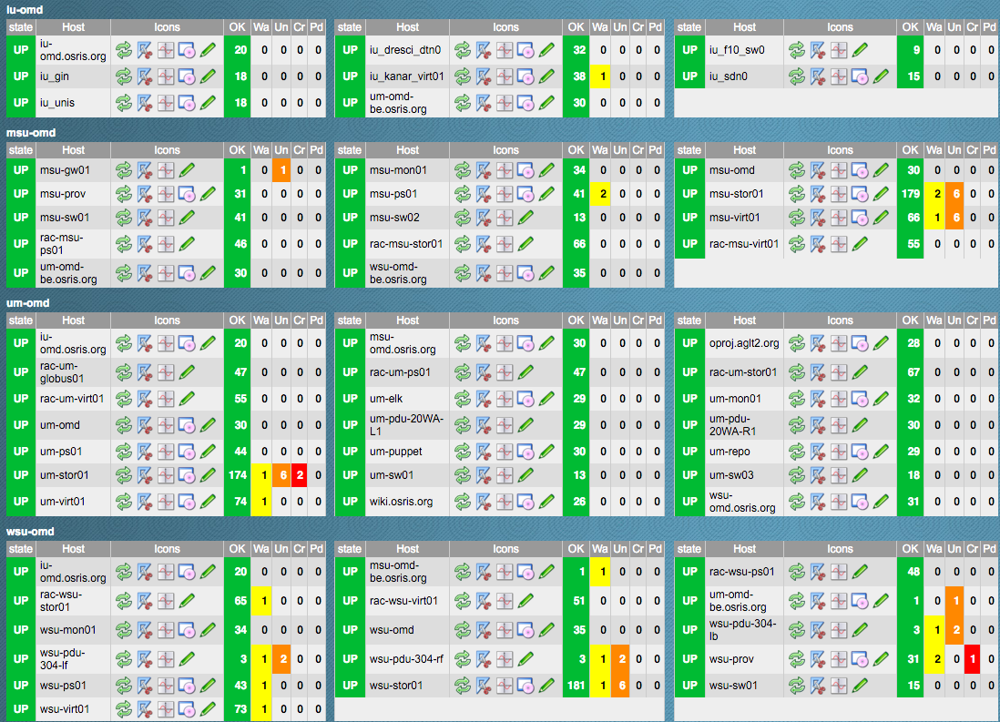 iu-omd
state Host Icons OK Wa Un Cr Pd state Host Icons OK Wa Un Cr Pd state Host Icons OK Wa Un Cr Pd
UP iu-omd.osris.org 20 0 0 0 0 UP iu_dresci_dtn0 32 0 0 0 0 UP iu_f10_sw0 9 0 0 0 0
UP iu_gin 18 0 0 0 0 UP iu_kanar_virt01 38 1 0 0 0 UP iu_sdn0 15 0 0 0 0
UP iu_unis 18 0 0 0 0 UP um-omd-be.osris.org 30 0 0 0 0
msu-omd
state Host Icons OK Wa Un Cr Pd state Host Icons OK Wa Un Cr Pd state Host Icons OK Wa Un Cr Pd
UP msu-gw01 1 0 1 0 0 UP msu-mon01 34 0 0 0 0 UP msu-omd 30 0 0 0 0
UP msu-prov 31 0 0 0 0 UP msu-ps01 41 2 0 0 0 UP msu-stor01 179 2 6 0 0
UP msu-sw01 41 0 0 0 0 UP msu-sw02 13 0 0 0 0 UP msu-virt01 66 1 6 0 0
UP rac-msu-ps01 46 0 0 0 0 UP rac-msu-stor01 66 0 0 0 0 UP rac-msu-virt01 55 0 0 0 0
UP um-omd-be.osris.org 30 0 0 0 0 UP wsu-omd-be.osris.org 35 0 0 0 0
um-omd
state Host Icons OK Wa Un Cr Pd state Host Icons OK Wa Un Cr Pd state Host Icons OK Wa Un Cr Pd
UP iu-omd.osris.org 20 0 0 0 0 UP msu-omd.osris.org 30 0 0 0 0 UP oproj.aglt2.org 28 0 0 0 0
UP rac-um-globus01 47 0 0 0 0 UP rac-um-ps01 47 0 0 0 0 UP rac-um-stor01 67 0 0 0 0
UP rac-um-virt01 55 0 0 0 0 UP um-elk 29 0 0 0 0 UP um-mon01 32 0 0 0 0
UP um-omd 30 0 0 0 0 UP um-pdu-20WA-L1 29 0 0 0 0 UP um-pdu-20WA-R1 30 0 0 0 0
UP um-ps01 44 0 0 0 0 UP um-puppet 30 0 0 0 0 UP um-repo 29 0 0 0 0
UP um-stor01 174 1 6 2 0 UP um-sw01 13 0 0 0 0 UP um-sw03 18 0 0 0 0
UP um-virt01 74 1 0 0 0 UP wiki.osris.org 26 0 0 0 0 UP wsu-omd.osris.org 31 0 0 0 0
wsu-omd
state Host Icons OK Wa Un Cr Pd state Host Icons OK Wa Un Cr Pd state Host Icons OK Wa Un Cr Pd
UP iu-omd.osris.org 20 0 0 0 0 UP msu-omd-be.osris.org 1 1 0 0 0 UP rac-wsu-ps01 48 0 0 0 0
UP rac-wsu-stor01 65 1 0 0 0 UP rac-wsu-virt01 51 0 0 0 0 UP um-omd-be.osris.org 1 0 1 0 0
UP wsu-mon01 34 0 0 0 0 UP wsu-omd 35 0 0 0 0 UP wsu-pdu-304-lb 3 1 2 0 0
UP wsu-pdu-304-lf 3 1 2 0 0 UP wsu-pdu-304-rf 3 1 2 0 0 UP wsu-prov 31 2 0 1 0
UP wsu-ps01 43 1 0 0 0 UP wsu-stor01 181 1 6 0 0 UP wsu-sw01 15 0 0 0 0
UP wsu-virt01 73 1 0 0 0